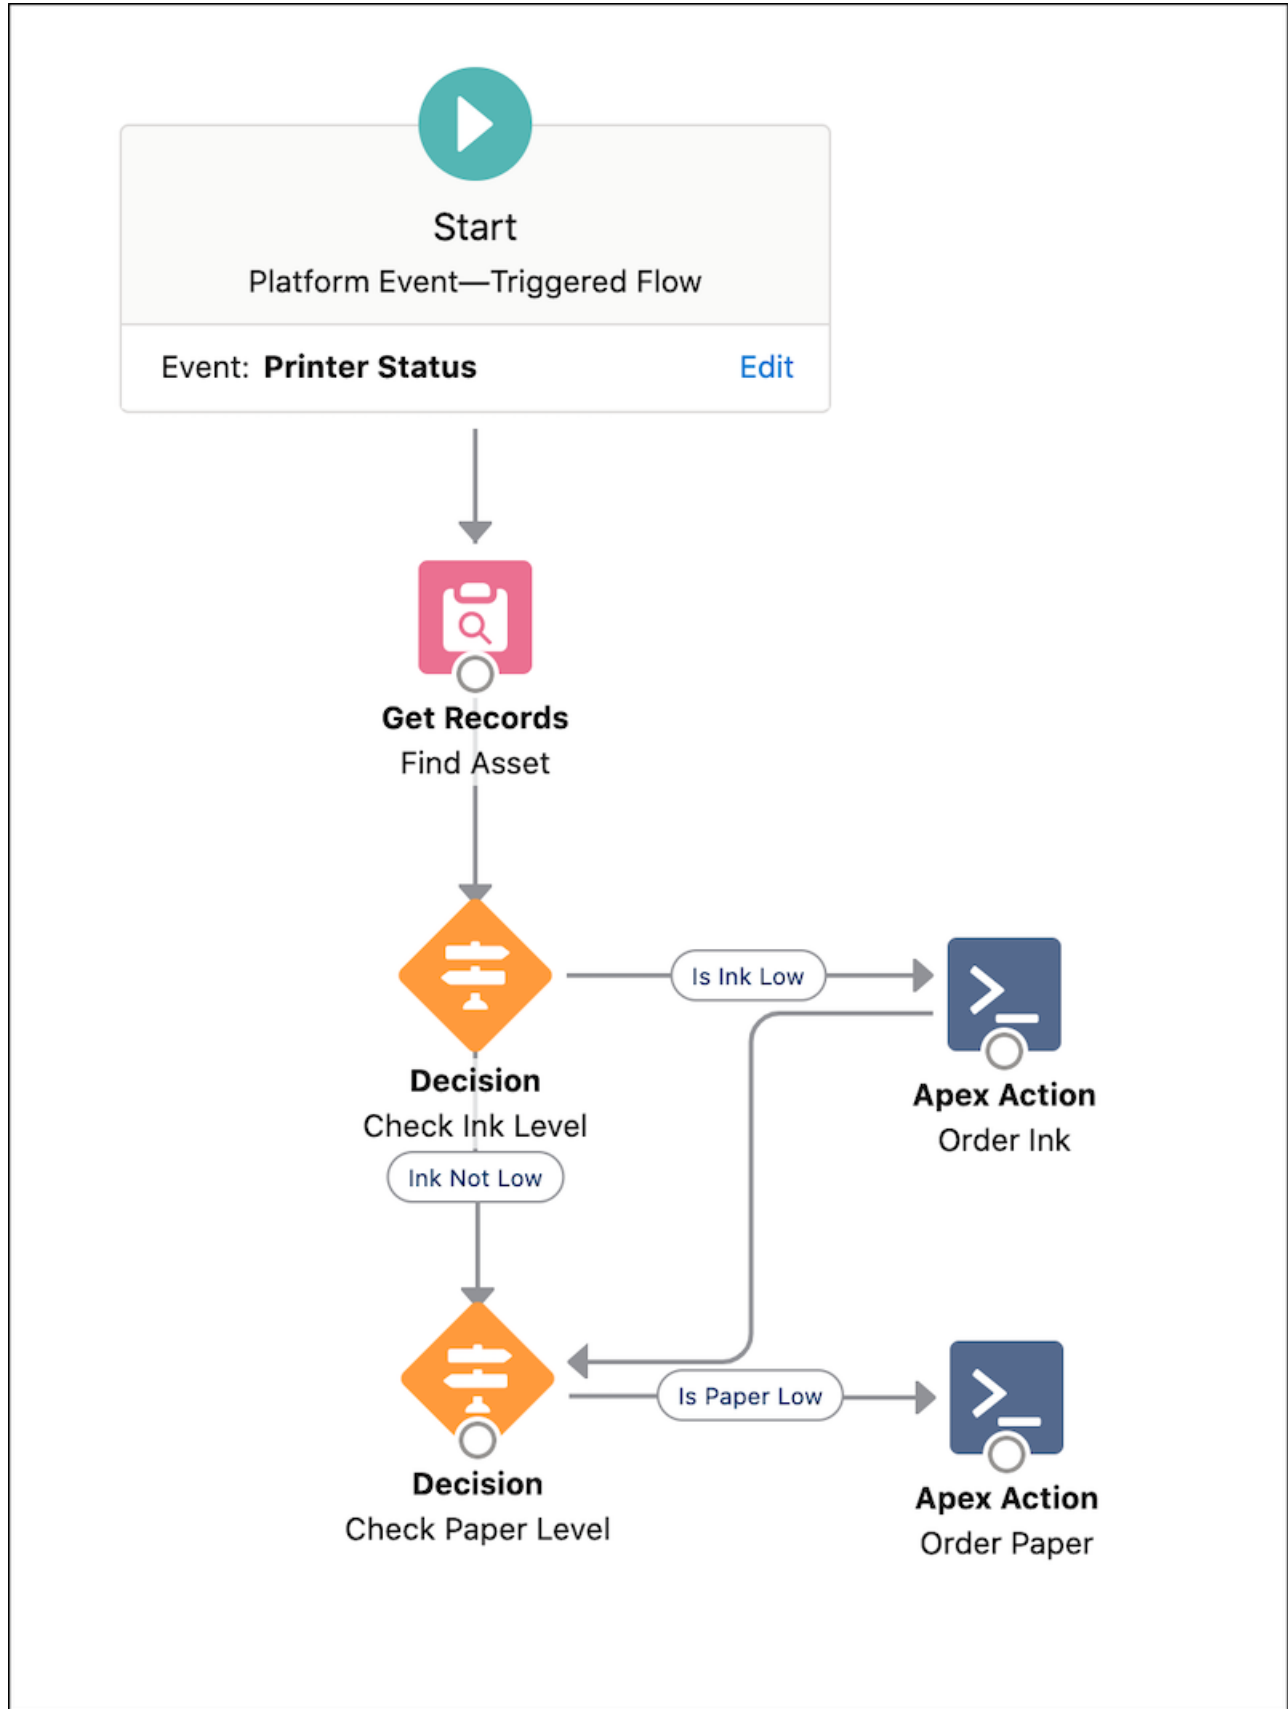 Start
Platform Event—Triggered Flow
Event: Printer Status Edit
Get Records
Find Asset
Is Ink Low
Decision
Check Ink Level
Apex Action
Order Ink
Ink Not Low
Is Paper Low
Decision
Check Paper Level
Apex Action
Order Paper